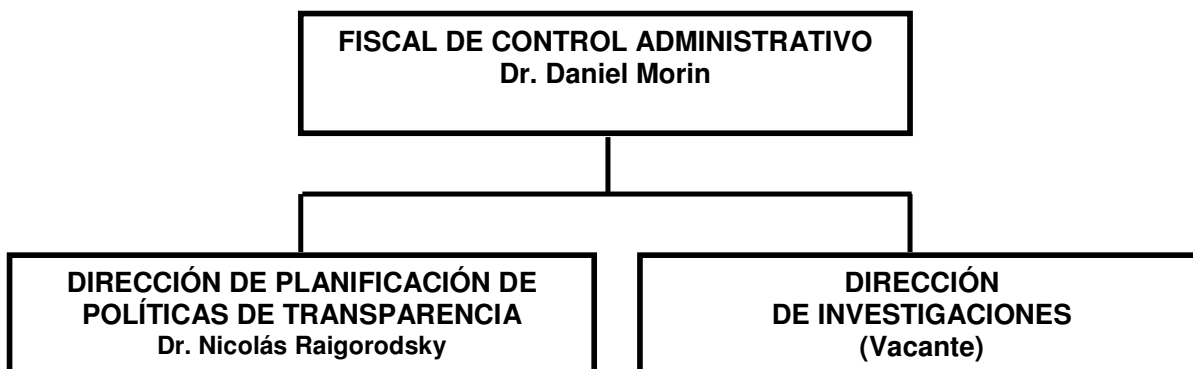 FISCAL DE CONTROL ADMINISTRATIVO
Dr. Daniel Morin
DIRECCIÓN DE PLANIFICACIÓN DE
POLÍTICAS DE TRANSPARENCIA
Dr. Nicolás Raigorodsky
DIRECCIÓN
DE INVESTIGACIONES
(Vacante)